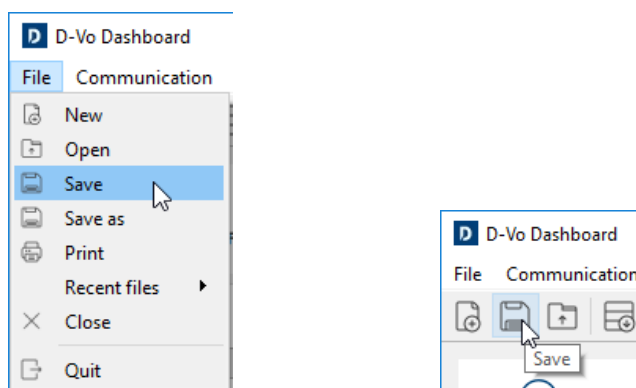 D-Vo Dashboard
File Communication
New
Open
Save
Save as
Print
Recent files
Close
Quit
D-Vo Dashboard
File Communication
Save